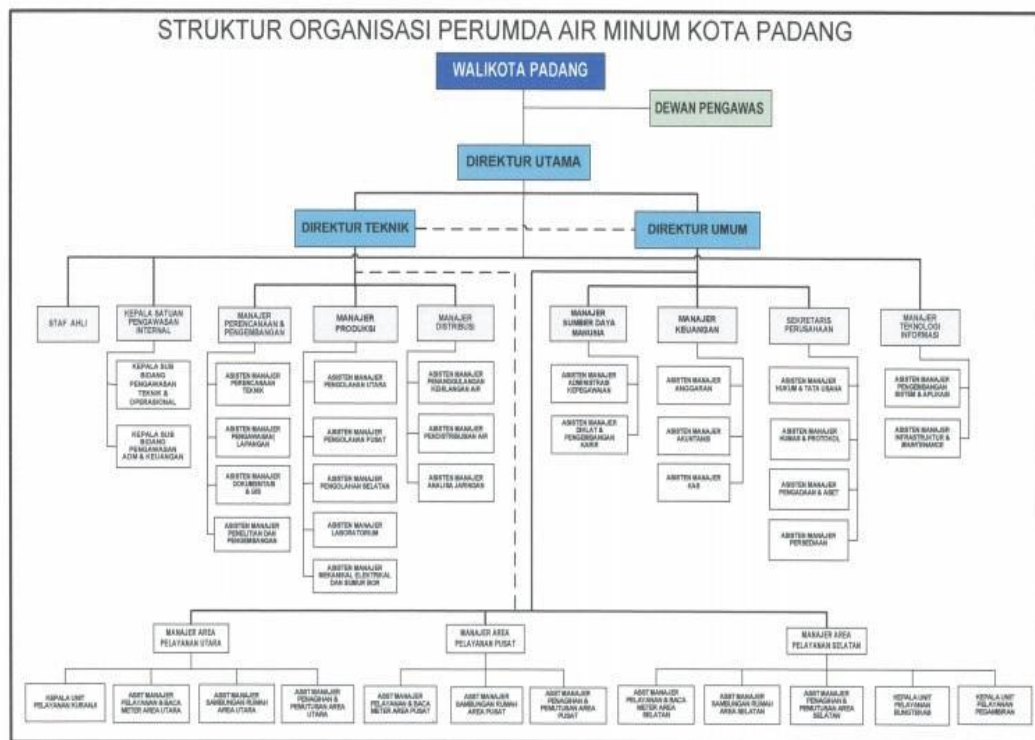 STRUKTUR ORGANISASI PERUMDA AIR MINUM KOTA PADANG
WALIKOTA PADANG
DEWAN PENGAWAS
DIREKTUR UTAMA
DIREKTUR TEKNIK
DIREKTUR UMUM
STAF AHLI
KEPALA SATUAN
PENGAWASAN
INTERNAL
MANAJER
PERENCANAAN &
PENGEMBANGAN
MANAJER
PRODUKSI
MANAJER
DISTRIBUSI
MANAJER
SUMBER DAYA
MANUSIA
MANAJER
KEUANGAN
SEKRETARIS
PERUSAHAAN
MANAJER
TEKNOLOGI
INFORMASI
KEPALA SUB
BIDANG
PENGAWASAN
TEKNIK &
OPERASIONAL
KEPALA SUB
BIDANG
PENGAWASAN
ADM & KEUANGAN
ASISTEN MANAJER
PERENCANAAN
TEKNIK
ASISTEN MANAJER
PENGAWASAN
LAPANGAN
ASISTEN MANAJER
DOKUMENTASI
& GIS
ASISTEN MANAJER
PENELITIAN DAN
PENGEMBANGAN
ASISTEN MANAJER
PENGOLAHAN UTARA
ASISTEN MANAJER
PENGOLAHAN PUSAT
ASISTEN MANAJER
PENGOLAHAN SELATAN
ASISTEN MANAJER
LABORATORIUM
ASISTEN MANAJER
MEKANIKAL ELEKTRIKAL
DAN SUMUR BOR
ASISTEN MANAJER
PENANGGULANGAN
KEHILANGAN AIR
ASISTEN MANAJER
PENDISTRIBUSIAN AIR
ASISTEN MANAJER
ANALISA JARINGAN
ASISTEN MANAJER
ADMINISTRASI
KEPEGAWAIAN
ASISTEN MANAJER
DIKLAT &
PENGEMBANGAN
KARIR
ASISTEN MANAJER
ANGGARAN
ASISTEN MANAJER
AKUNTANSI
ASISTEN MANAJER
KAS
ASISTEN MANAJER
HUKUM & TATA USAHA
ASISTEN MANAJER
HUMAS & PROTOKOL
ASISTEN MANAJER
PENGADAAN & ASET
ASISTEN MANAJER
PERSEDIAAN
ASISTEN MANAJER
PENGEMBANGAN
SISTEM & APLIKASI
ASISTEN MANAJER
INFRASTRUKTUR &
MAINTENANCE
MANAJER AREA
PELAYANAN UTARA
MANAJER AREA
PELAYANAN PUSAT
MANAJER AREA
PELAYANAN SELATAN
KEPALA UNIT
PELAYANAN KURANJI
ASST MANAJER
PELAYANAN & BACA
METER AREA UTARA
ASST MANAJER
SAMBUNGAN RUMAH
AREA UTARA
ASST MANAJER
PENAGIHAN &
PEMUTUSAN AREA
UTARA
ASST MANAJER
PELAYANAN & BACA
METER AREA PUSAT
ASST MANAJER
SAMBUNGAN RUMAH
AREA PUSAT
ASST MANAJER
PENAGIHAN &
PEMUTUSAN AREA
PUSAT
ASST MANAJER
PELAYANAN & BACA
METER AREA
SELATAN
ASST MANAJER
SAMBUNGAN RUMAH
AREA SELATAN
ASST MANAJER
PENAGIHAN &
PEMUTUSAN AREA
SELATAN
KEPALA UNIT
PELAYANAN
BUNGTEKAB
KEPALA UNIT
PELAYANAN
PEGAMBIRAN